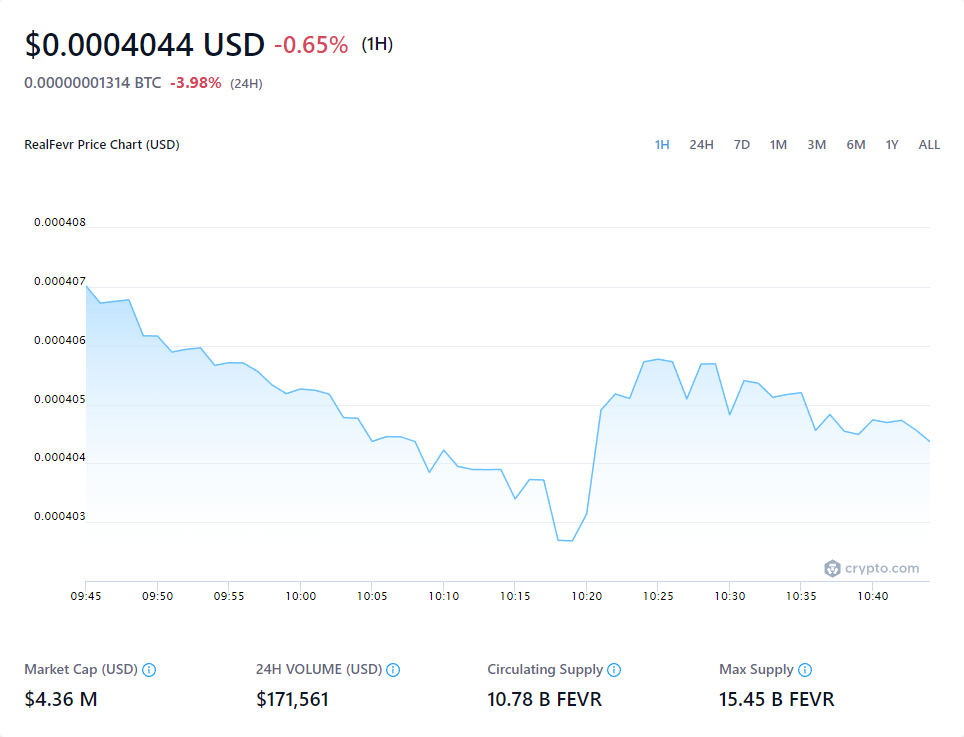 $0.0004044 USD -0.65% (1H)
0.00000001314 BTC -3.98% (24H)
RealFevr Price Chart (USD) 1H 24H 7D 1M 3M 6M 1Y ALL
0.000408
0.000407
0.000406
0.000405
0.000404
0.000403
crypto.com
09:45 09:50 09:55 10:00 10:05 10:10 10:15 10:20 10:25 10:30 10:35 10:40
Market Cap (USD) 24H VOLUME (USD) Circulating Supply Max Supply
$4.36 M $171,561 10.78 B FEVR 15.45 B FEVR